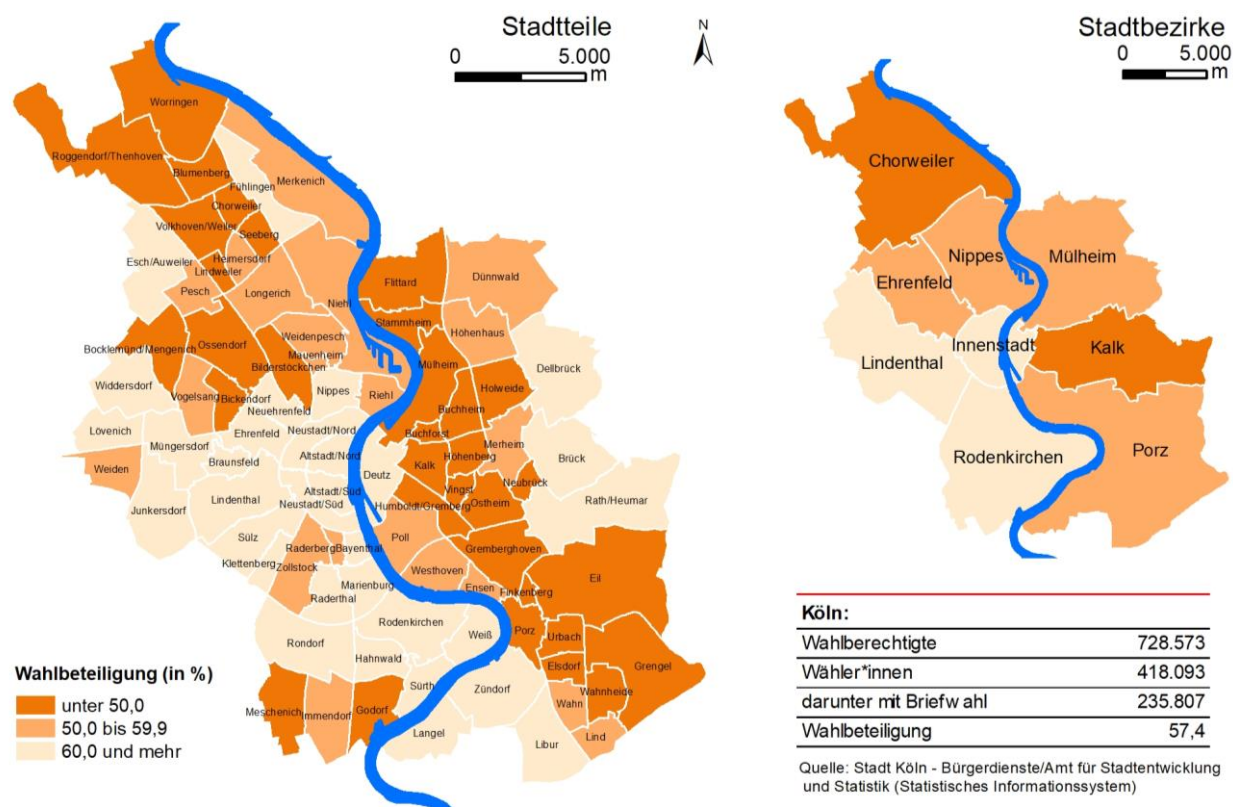 Stadtteile
0 5.000
m
N
Worringen
Roggendorf/Thenhoven
Blumenberg
Fühlingen
Merkenich
Chorweiler
Volkhoven/Weiler
Seeberg
Esch/Auweiler
Heimersdorf
Lindweiler
Pesch
Longerich
Niehl
Flittard
Dünnwald
Stammheim
Höhenhaus
Weidenpesch
Ossendorf
Mauenheim
Bocklemünd/Mengenich
Bilderstöckchen
Mülheim
Dellbrück
Widdersdorf
Vogelsang
Bickendorf
Nippes
Riehl
Holweide
Neuehrenfeld
Buchheim
Lövenich
Müngersdorf
Ehrenfeld
Neustadt/Nord
Buchforst
Merheim
Weiden
Braunsfeld
Altstadt/Nord
Deutz
Kalk
Höhenberg
Brück
Neubrück
Junkersdorf
Lindenthal
Altstadt/Süd
Neustadt/Süd
Vingst
Ostheim
Rath/Heumar
Humboldt/Gremberg
Sülz
Klettenberg
Raderberg
Bayenthal
Poll
Gremberghoven
Zollstock
Westhoven
Eil
Marienburg
Raderthal
Ensen
Finkenberg
Rodenkirchen
Weiß
Porz
Urbach
Rondorf
Hahnwald
Elsdorf
Grengel
Sürth
Zündorf
Wahnheide
Wahn
Meschenich
Immendorf
Godorf
Langel
Libur
Lind
Wahlbeteiligung (in %)
unter 50,0
50,0 bis 59,9
60,0 und mehr
Stadtbezirke
0 5.000
m
Chorweiler
Nippes
Mülheim
Ehrenfeld
Innenstadt
Kalk
Lindenthal
Rodenkirchen
Porz
Köln:
Wahlberechtigte 728.573
Wähler*innen 418.093
darunter mit Briefwahl 235.807
Wahlbeteiligung 57,4
Quelle: Stadt Köln - Bürgerdienste/Amt für Stadtentwicklung
und Statistik (Statistisches Informationssystem)